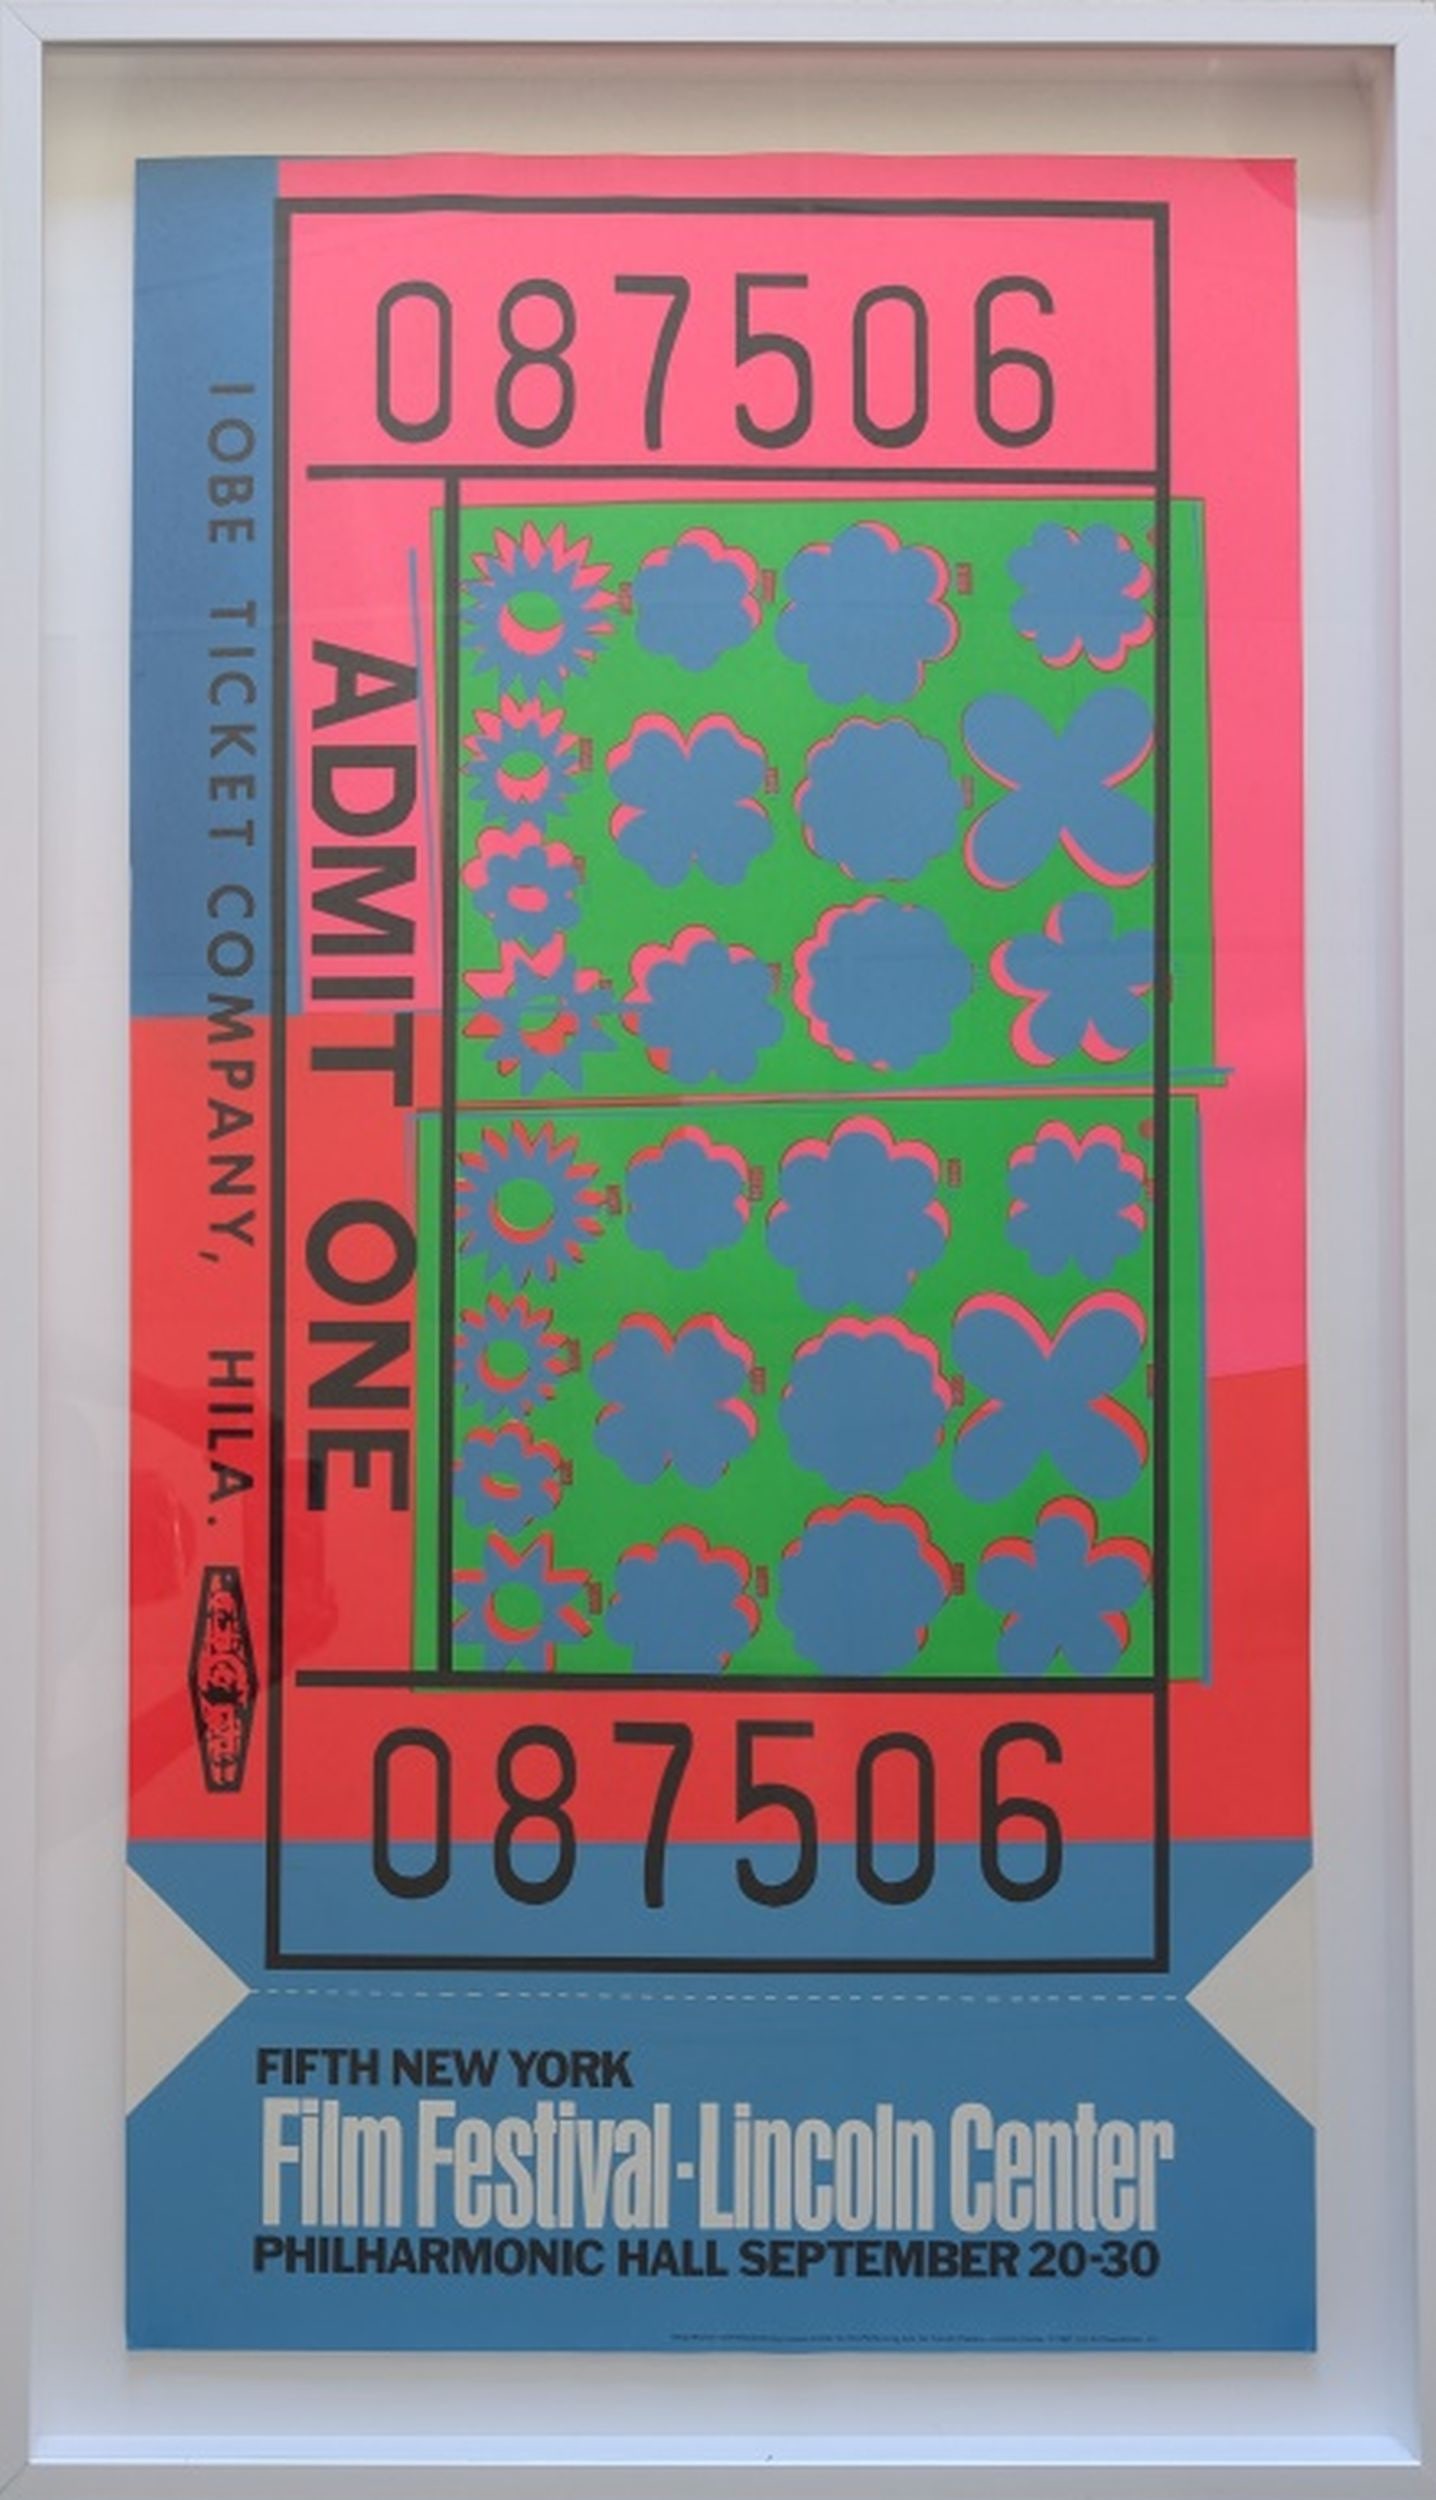 087506
IOBE TICKET COMPANY, HILA.
ADMIT ONE
087506
FIFTH NEW YORK
Film Festival·Lincoln Center
PHILHARMONIC HALL SEPTEMBER 20-30